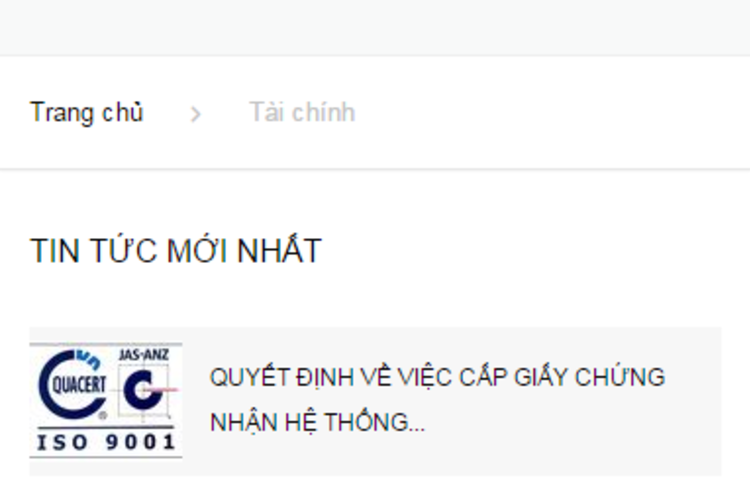 Trang chủ > Tài chính
TIN TỨC MỚI NHẤT
JAS-ANZ
QUACERT C
®
ISO 9001
QUYẾT ĐỊNH VỀ VIỆC CẤP GIẤY CHỨNG
NHẬN HỆ THỐNG...